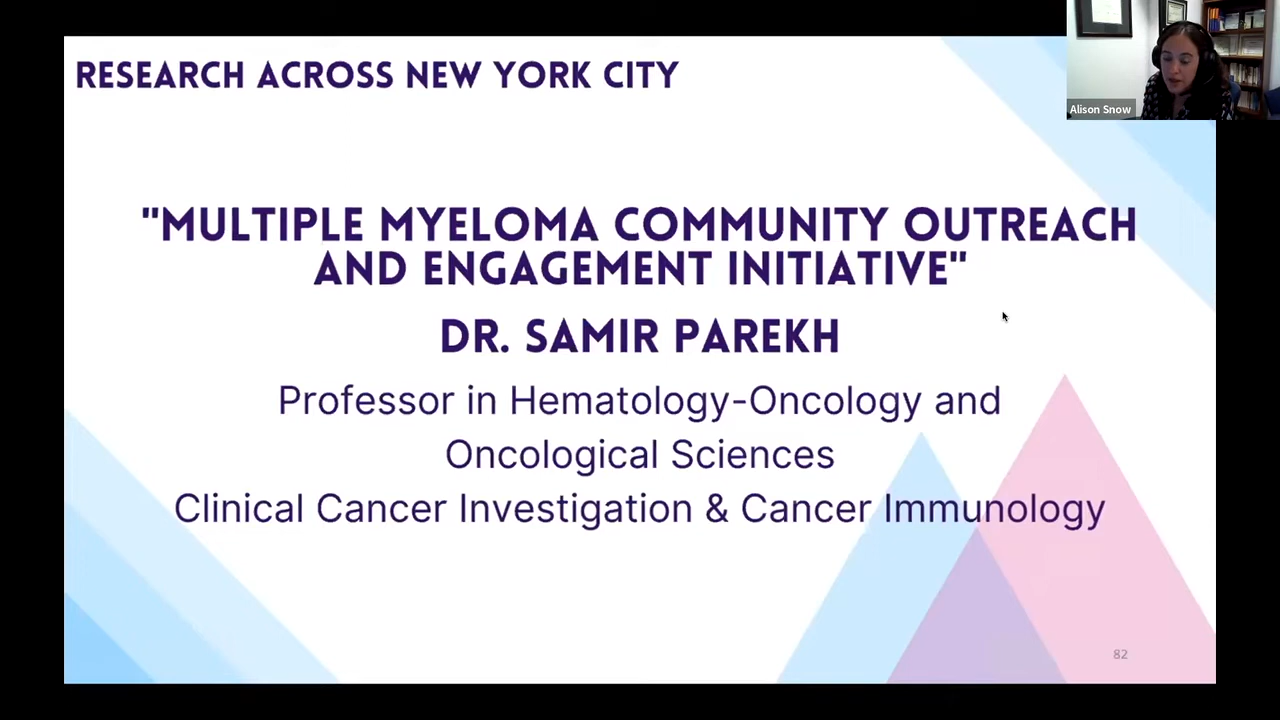 RESEARCH ACROSS NEW YORK CITY
Alison Snow
"MULTIPLE MYELOMA COMMUNITY OUTREACH
AND ENGAGEMENT INITIATIVE"
DR. SAMIR PAREKH
Professor in Hematology-Oncology and
Oncological Sciences
Clinical Cancer Investigation & Cancer Immunology
82